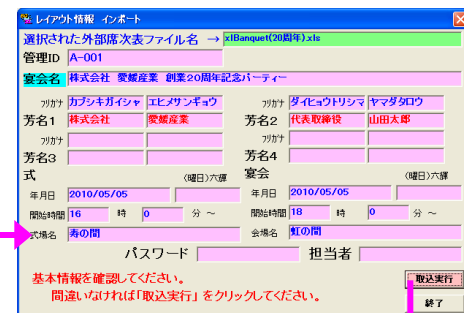 レイアウト情報 インポート
選択された外部席次表ファイル名 → xlBanquet(20周年).xls
管理ID A-001
宴会名 株式会社 愛媛産業 創業20周年記念パーティー
フリガナ カブシキガイシャ エヒメサンギョウ フリガナ ダイヒョウトリシマ ヤマダタロウ
芳名1 株式会社 愛媛産業 芳名2 代表取締役 山田太郎
フリガナ フリガナ
芳名3 芳名4
式 (曜日)六輝 宴会 (曜日)六輝
年月日 2010/05/05 年月日 2010/05/05
開始時間 16 時 0 分 ~ 開始時間 18 時 0 分 ~
式場名 寿の間 会場名 虹の間
パスワード 担当者
基本情報を確認してください。 取込実行
間違いなければ「取込実行」をクリックしてください。
終了